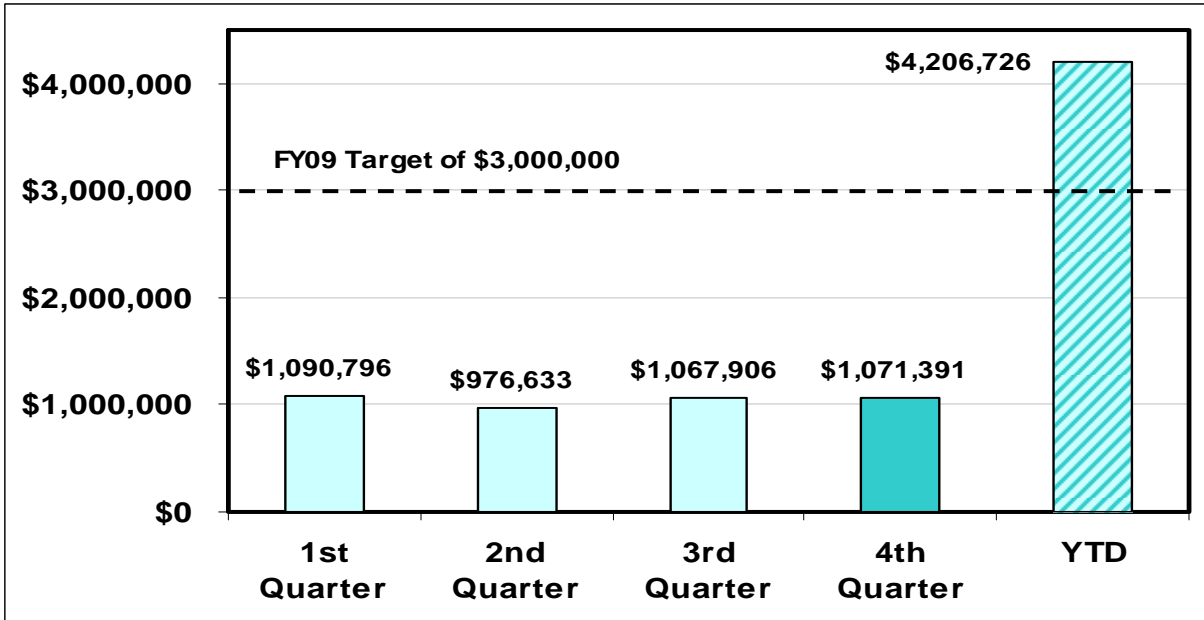 $4,206,726
$4,000,000
FY09 Target of $3,000,000
$3,000,000
$2,000,000
$1,090,796
$976,633
$1,067,906
$1,071,391
$1,000,000
$0
1st
Quarter
2nd
Quarter
3rd
Quarter
4th
Quarter
YTD